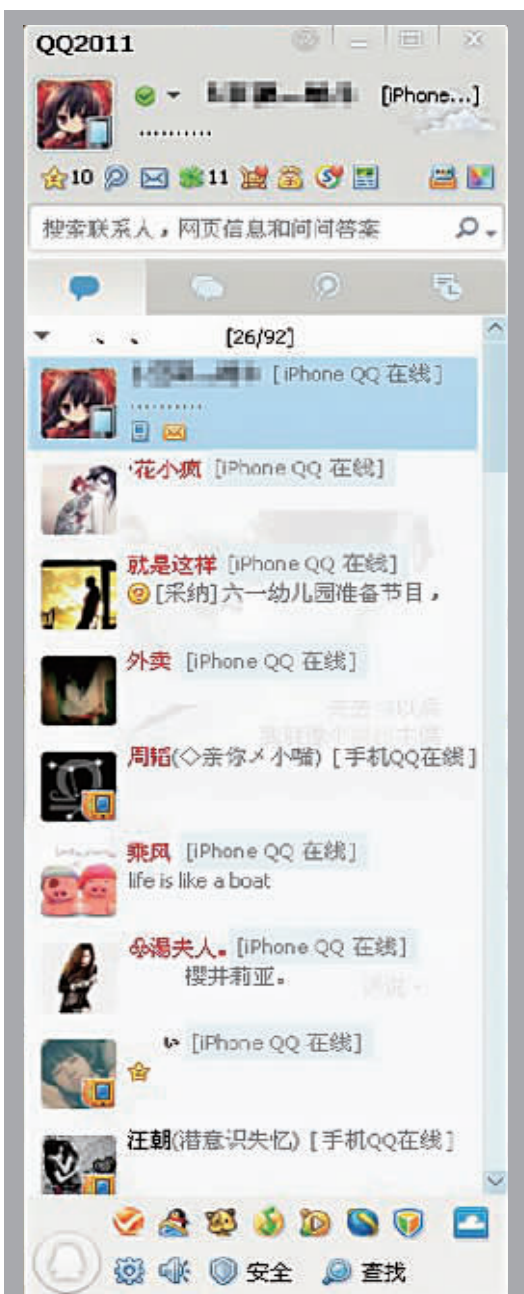 QQ2011
[iPhone...]
..........
10 11
搜索联系人，网页信息和问问答案
、 、 [26/92]
[iPhone QQ 在线]
..........
花小疯 [iPhone QQ 在线]
就是这样 [iPhone QQ 在线]
[采纳]六一幼儿园准备节目，
外卖 [iPhone QQ 在线]
周韬(◇亲你メ小喵) [手机QQ在线]
乘风 [iPhone QQ 在线]
life is like a boat
湯夫人。[iPhone QQ 在线]
樱井莉亚。
い [iPhone QQ 在线]
汪朝(潜意识失忆) [手机QQ在线]
安全 查找